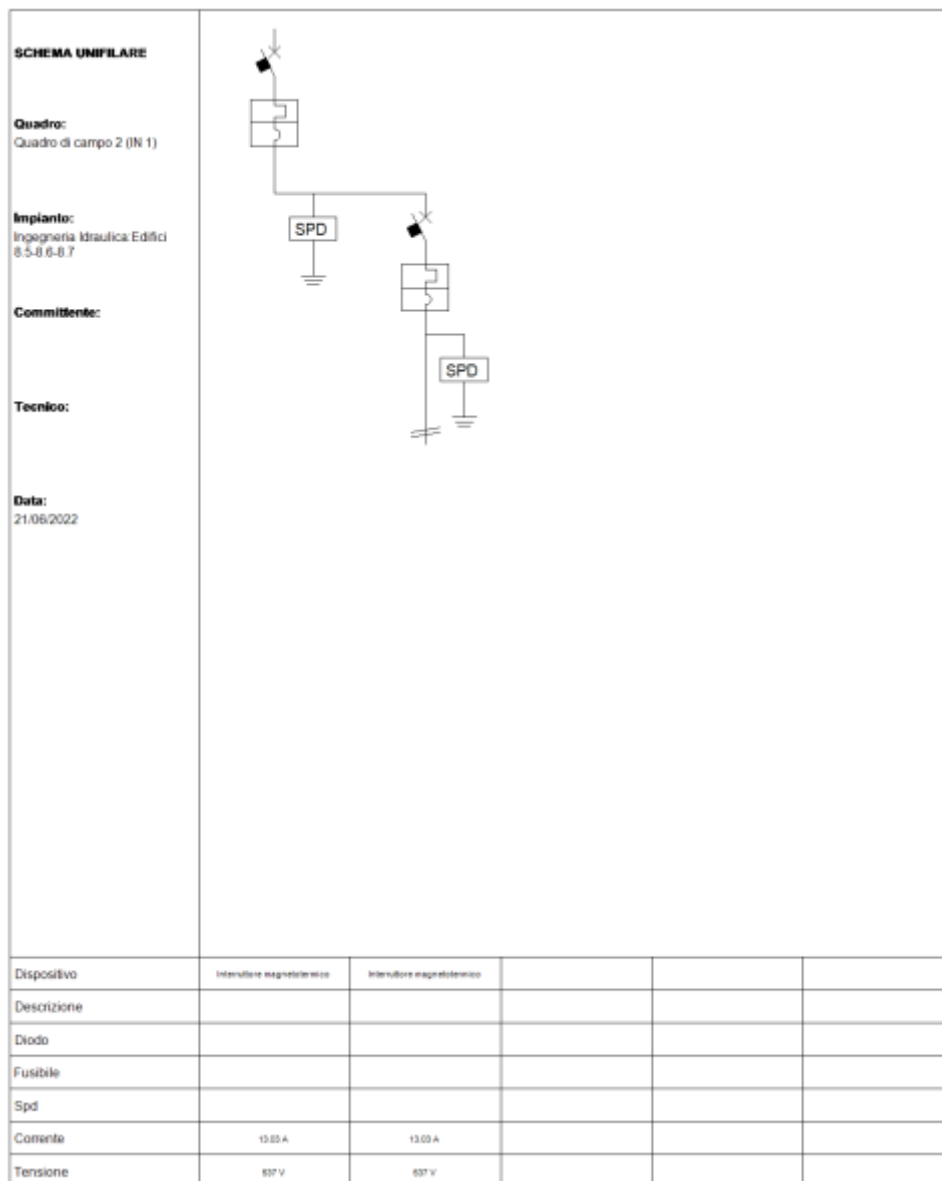 SCHEMA UNIFILARE
Quadro:
Quadro di campo 2 (IN 1)
Impianto:
Ingegneria Idraulica:Edifici
8.5-8.6-8.7
Committente:
Tecnico:
Data:
21/06/2022
SPD
SPD
Dispositivo Interruttore magnetotermico Interruttore magnetotermico
Descrizione
Diodo
Fusibile
Spd
Corrente 13.03 A 13.03 A
Tensione 637 V 637 V